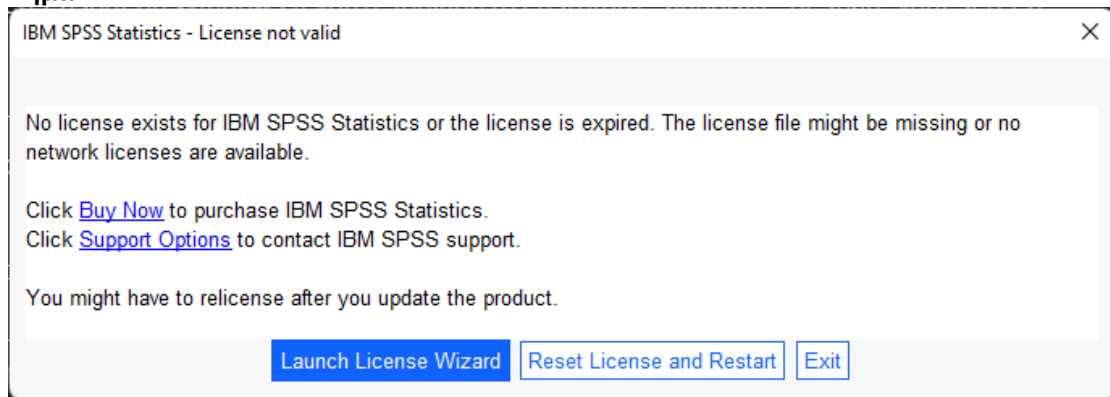 IBM SPSS Statistics - License not valid
No license exists for IBM SPSS Statistics or the license is expired. The license file might be missing or no
network licenses are available.
Click Buy Now to purchase IBM SPSS Statistics.
Click Support Options to contact IBM SPSS support.
You might have to relicense after you update the product.
Launch License Wizard Reset License and Restart Exit